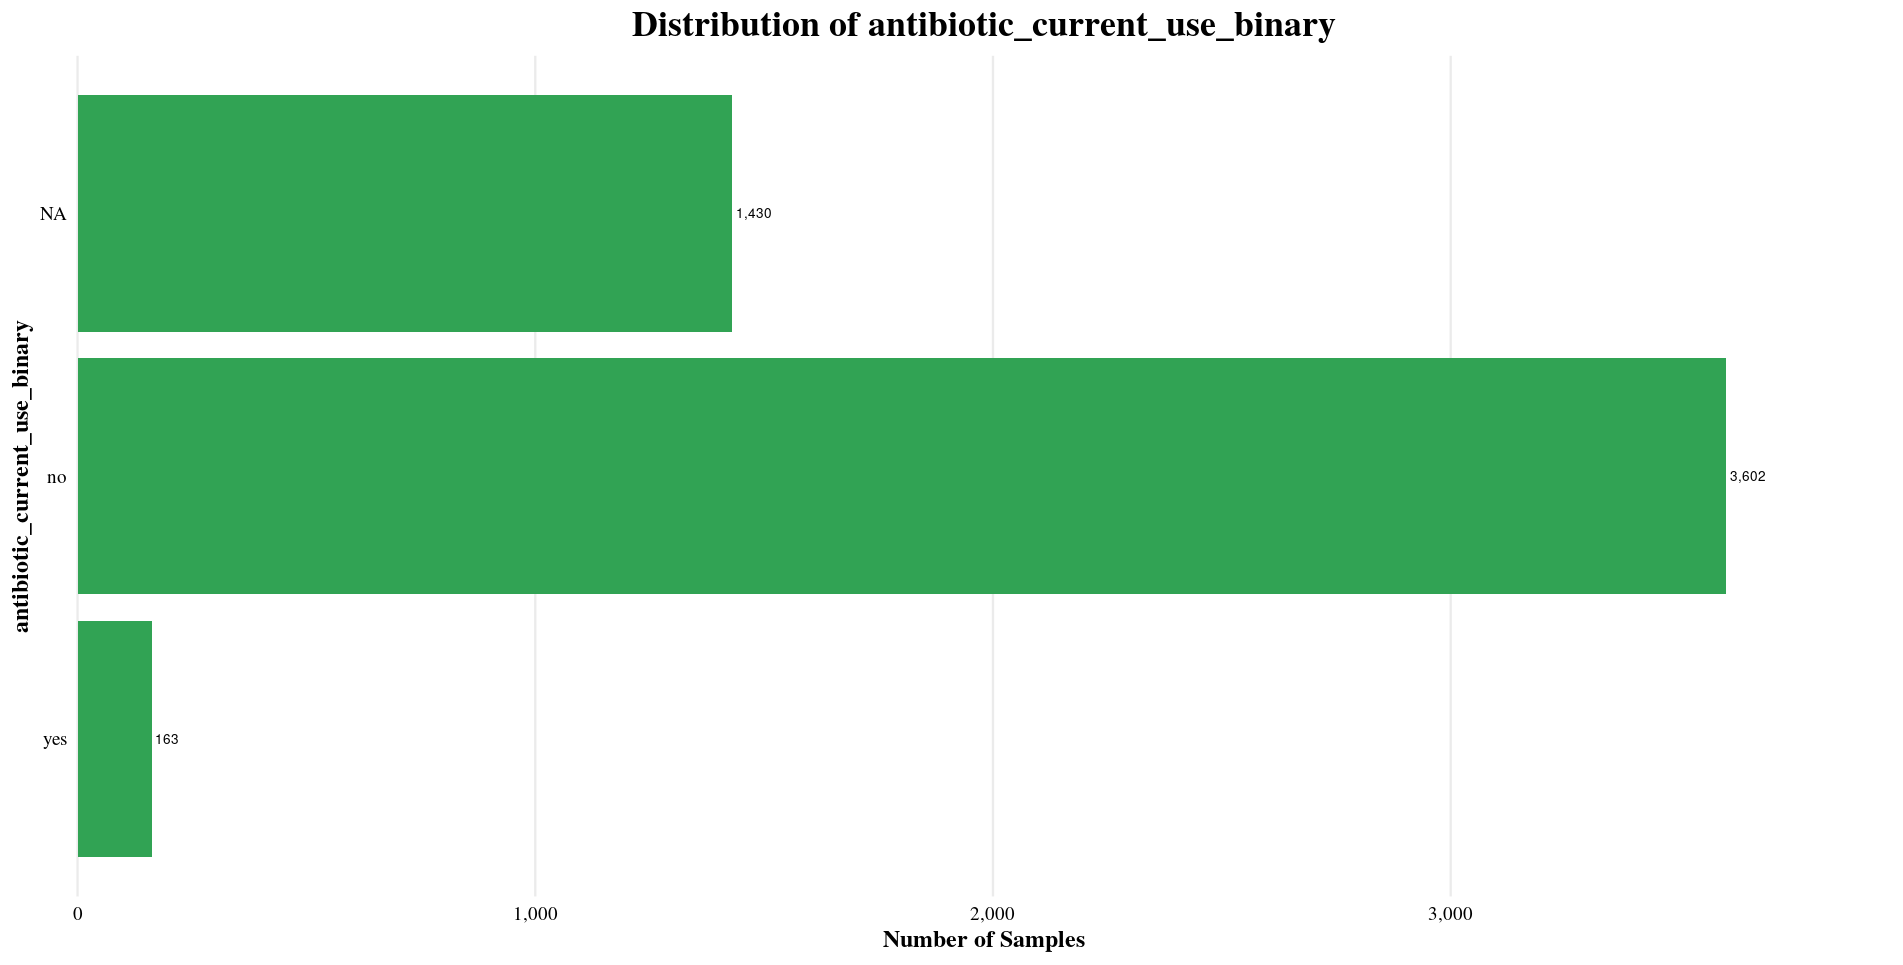 Distribution of antibiotic_current_use_binary
antibiotic_current_use_binary
NA
1,430
no
3,602
yes
163
0
1,000
2,000
3,000
Number of Samples